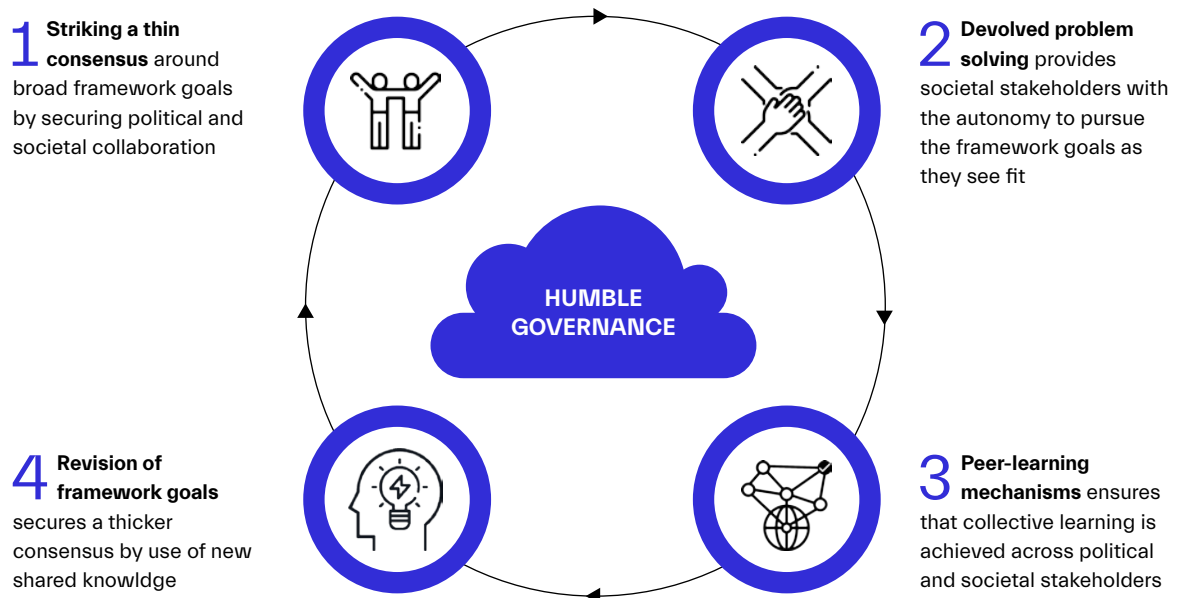 1 Striking a thin
consensus around
broad framework goals
by securing political and
societal collaboration
2 Devolved problem
solving provides
societal stakeholders with
the autonomy to pursue
the framework goals as
they see fit
HUMBLE
GOVERNANCE
4 Revision of
framework goals
secures a thicker
consensus by use of new
shared knowldge
3 Peer-learning
mechanisms ensures
that collective learning is
achieved across political
and societal stakeholders